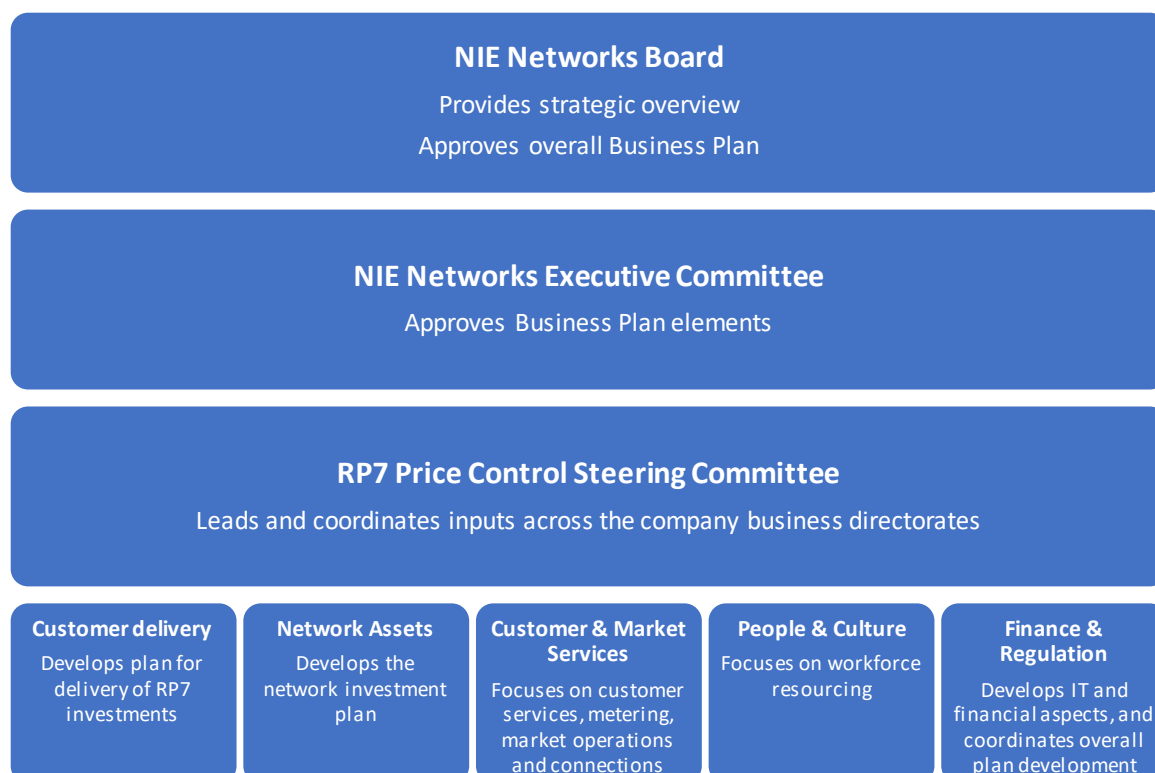 NIE Networks Board
Provides strategic overview
Approves overall Business Plan
NIE Networks Executive Committee
Approves Business Plan elements
RP7 Price Control Steering Committee
Leads and coordinates inputs across the company business directorates
Customer delivery
Develops plan for
delivery of RP7
investments
Network Assets
Develops the
network investment
plan
Customer & Market
Services
Focuses on customer
services, metering,
market operations
and connections
People & Culture
Focuses on workforce
resourcing
Finance &
Regulation
Develops IT and
financial aspects, and
coordinates overall
plan development